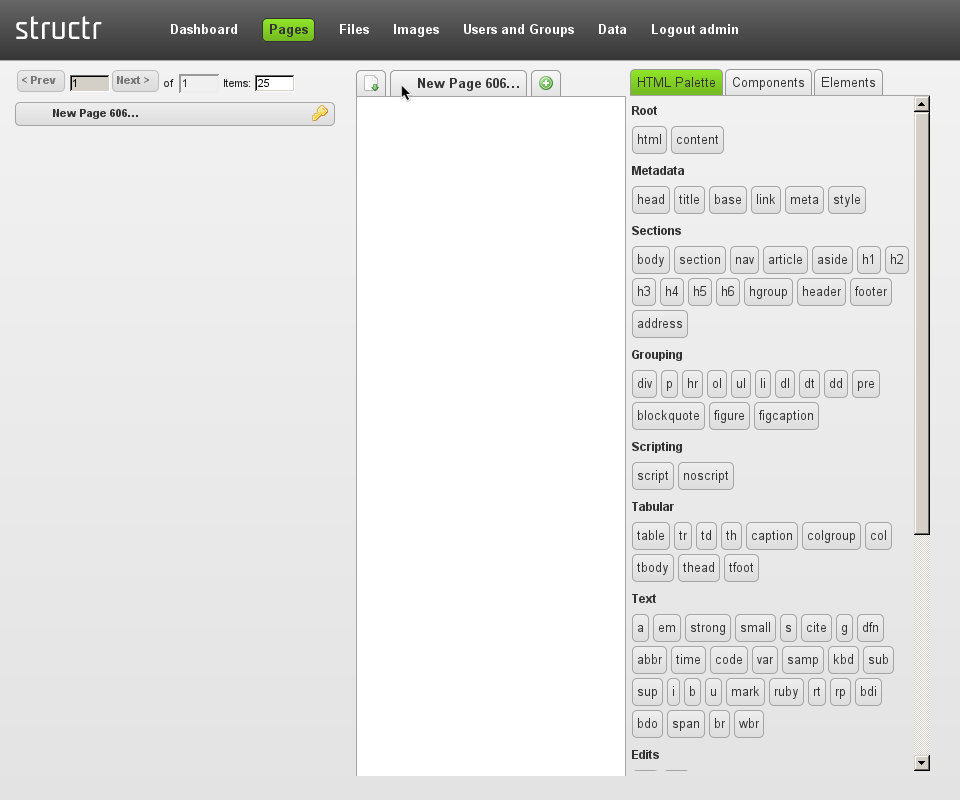 structr Dashboard Pages Files Images Users and Groups Data Logout admin
< Prev 1 Next > of 1 Items: 25
New Page 606...
New Page 606...
HTML Palette Components Elements
Root
html content
Metadata
head title base link meta style
Sections
body section nav article aside h1 h2
h3 h4 h5 h6 hgroup header footer
address
Grouping
div p hr ol ul li dl dt dd pre
blockquote figure figcaption
Scripting
script noscript
Tabular
table tr td th caption colgroup col
tbody thead tfoot
Text
a em strong small s cite g dfn
abbr time code var samp kbd sub
sup i b u mark ruby rt rp bdi
bdo span br wbr
Edits